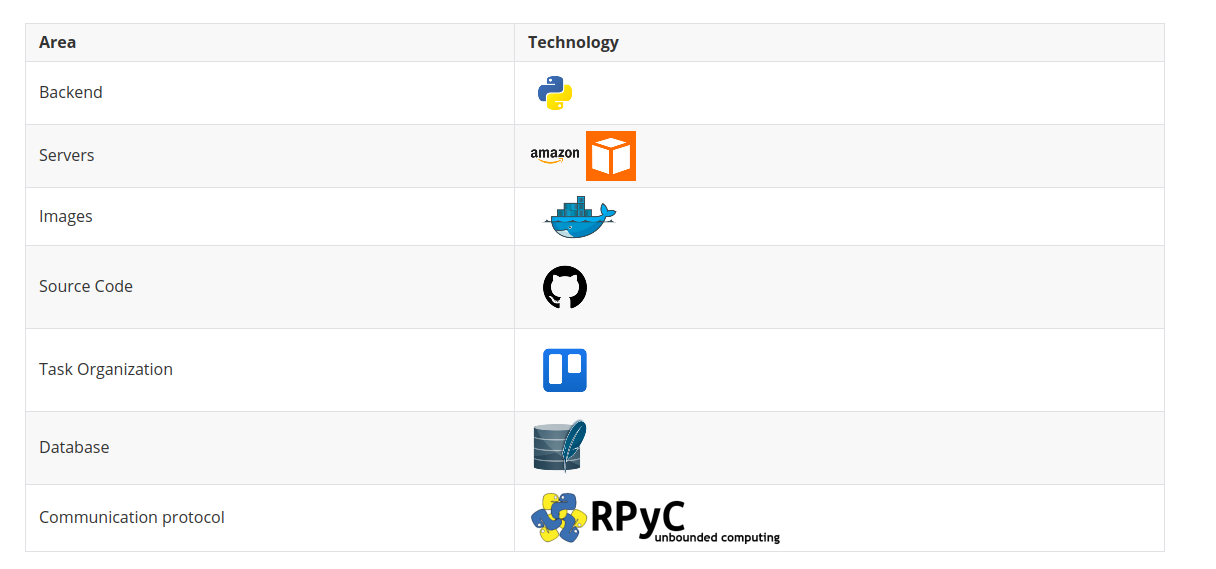 Area Technology
Backend
Servers amazon
Images
Source Code
Task Organization
Database
Communication protocol RPyC
unbounded computing